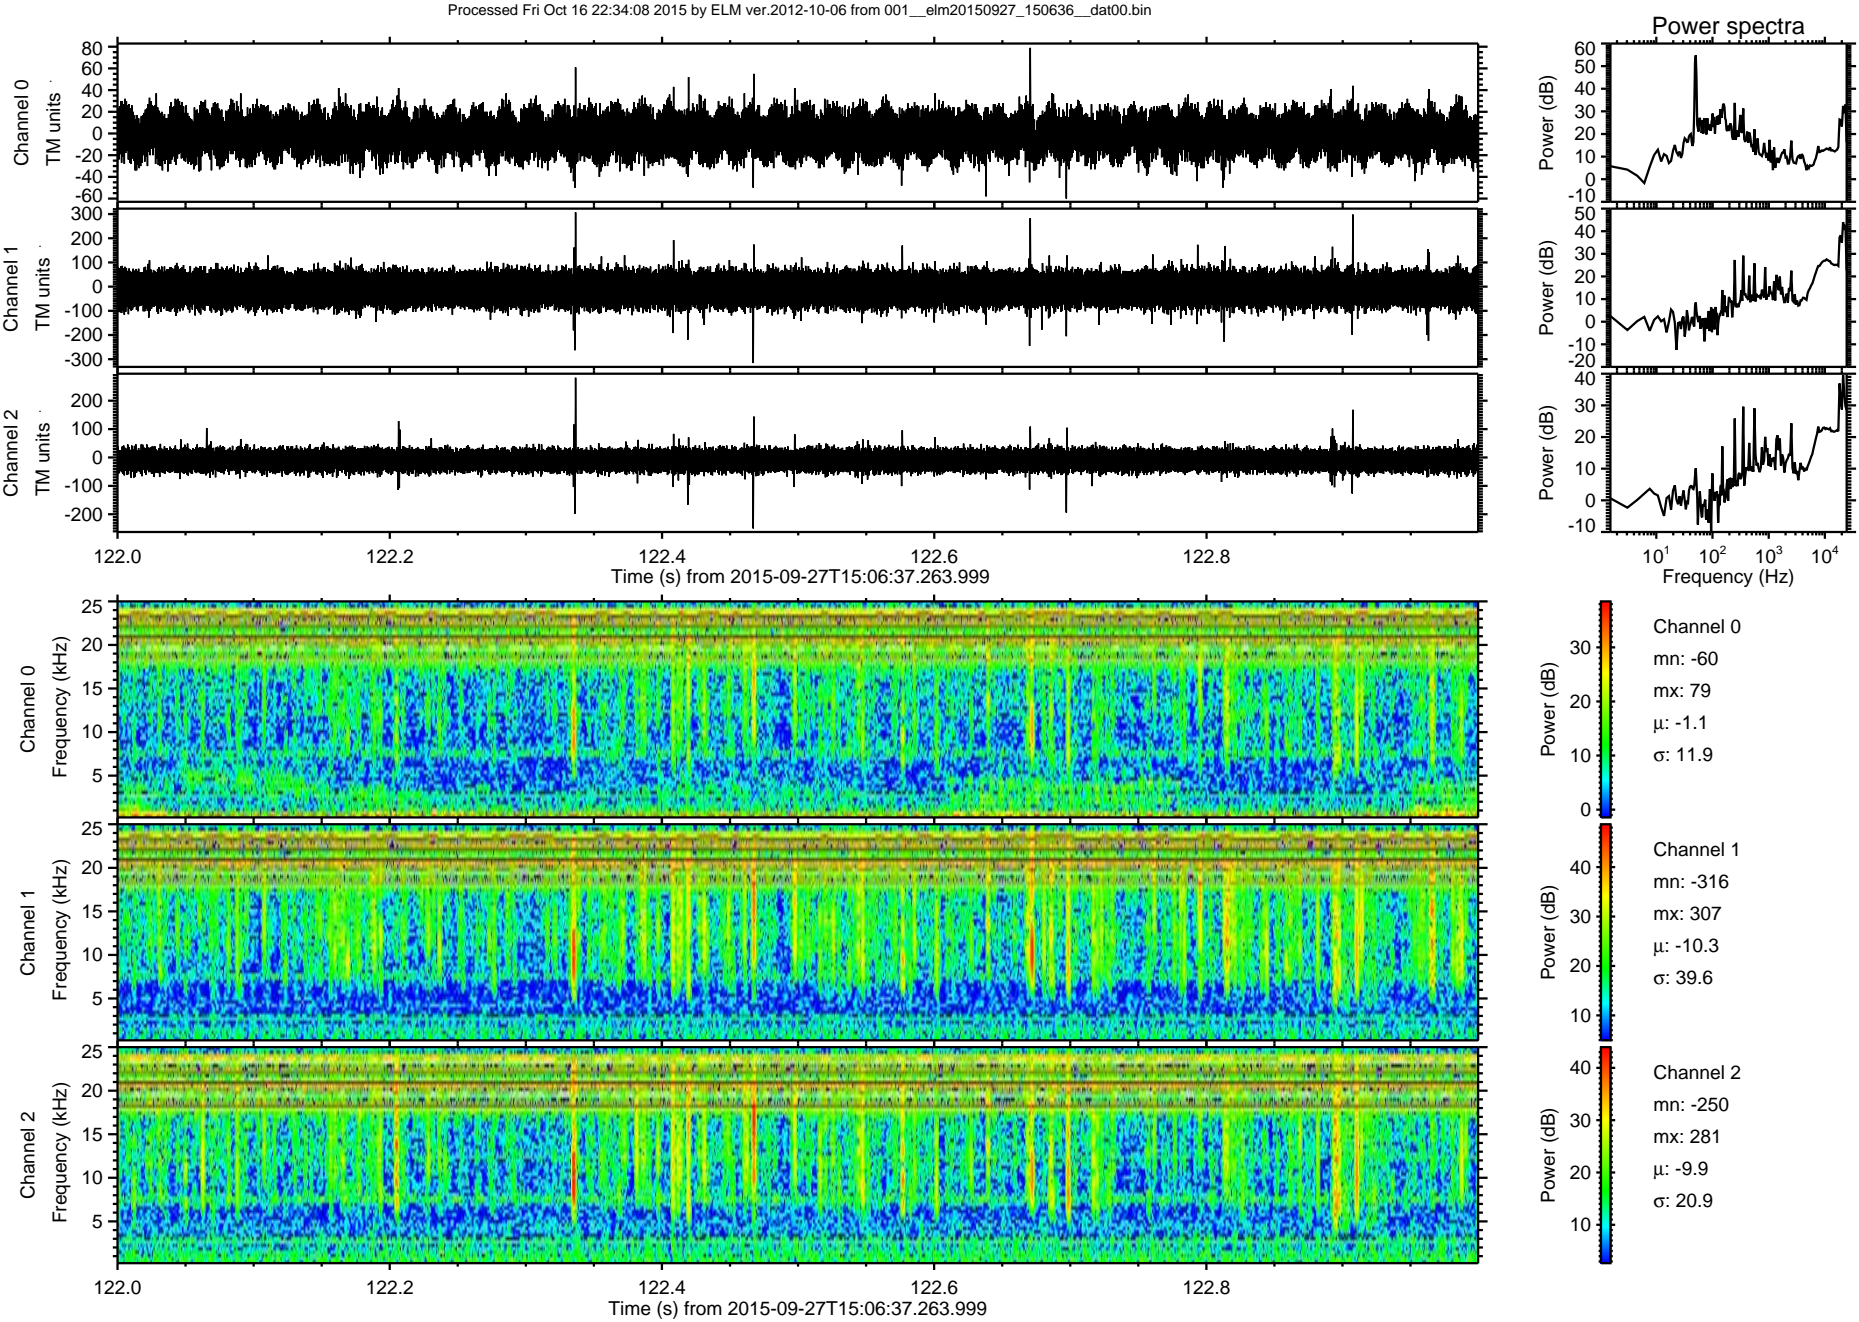 Processed Fri Oct 16 22:34:08 2015 by ELM ver.2012-10-06 from 001__elm20150927_150636__dat00.bin
Power spectra
Channel 0
TM units
80
60
40
20
0
-20
-40
-60
Power (dB)
60
50
40
30
20
10
0
-10
Channel 1
TM units
300
200
100
0
-100
-200
-300
Power (dB)
50
40
30
20
10
0
-10
-20
Channel 2
TM units
200
100
0
-100
-200
Power (dB)
40
30
20
10
0
-10
122.0 122.2 122.4 122.6 122.8
Time (s) from 2015-09-27T15:06:37.263.999
10¹ 10² 10³ 10⁴
Frequency (Hz)
Channel 0
Frequency (kHz)
25
20
15
10
5
Power (dB)
30
20
10
0
Channel 0
mn: -60
mx: 79
μ: -1.1
σ: 11.9
Channel 1
Frequency (kHz)
25
20
15
10
5
Power (dB)
40
30
20
10
Channel 1
mn: -316
mx: 307
μ: -10.3
σ: 39.6
Channel 2
Frequency (kHz)
25
20
15
10
5
Power (dB)
40
30
20
10
Channel 2
mn: -250
mx: 281
μ: -9.9
σ: 20.9
122.0 122.2 122.4 122.6 122.8
Time (s) from 2015-09-27T15:06:37.263.999